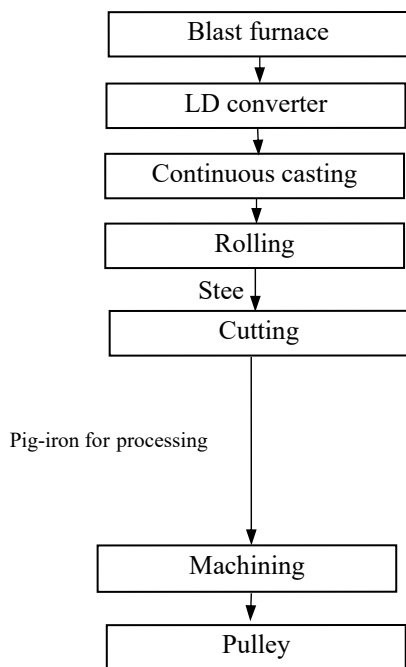 Blast furnace
LD converter
Continuous casting
Rolling
Stee
Cutting
Pig-iron for processing
Machining
Pulley